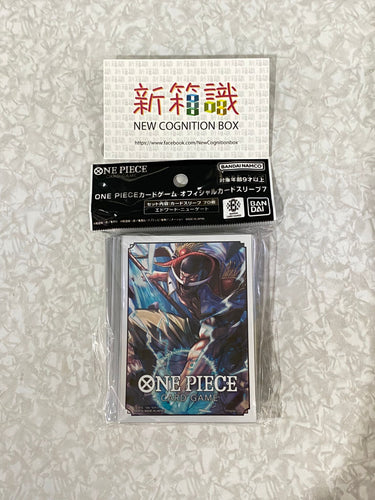 新箱識
NEW COGNITION BOX
https://www.facebook.com/NewCognitionbox
ONE PIECE
CARD GAME
BANDAI NAMCO
対象年齢9才以上
ONE PIECEカードゲーム オフィシャルカードスリーブ7
セット内容:カードスリーブ 70枚
エドワード・ニューゲート
BAN
DAI
ONE PIECE
CARD GAME